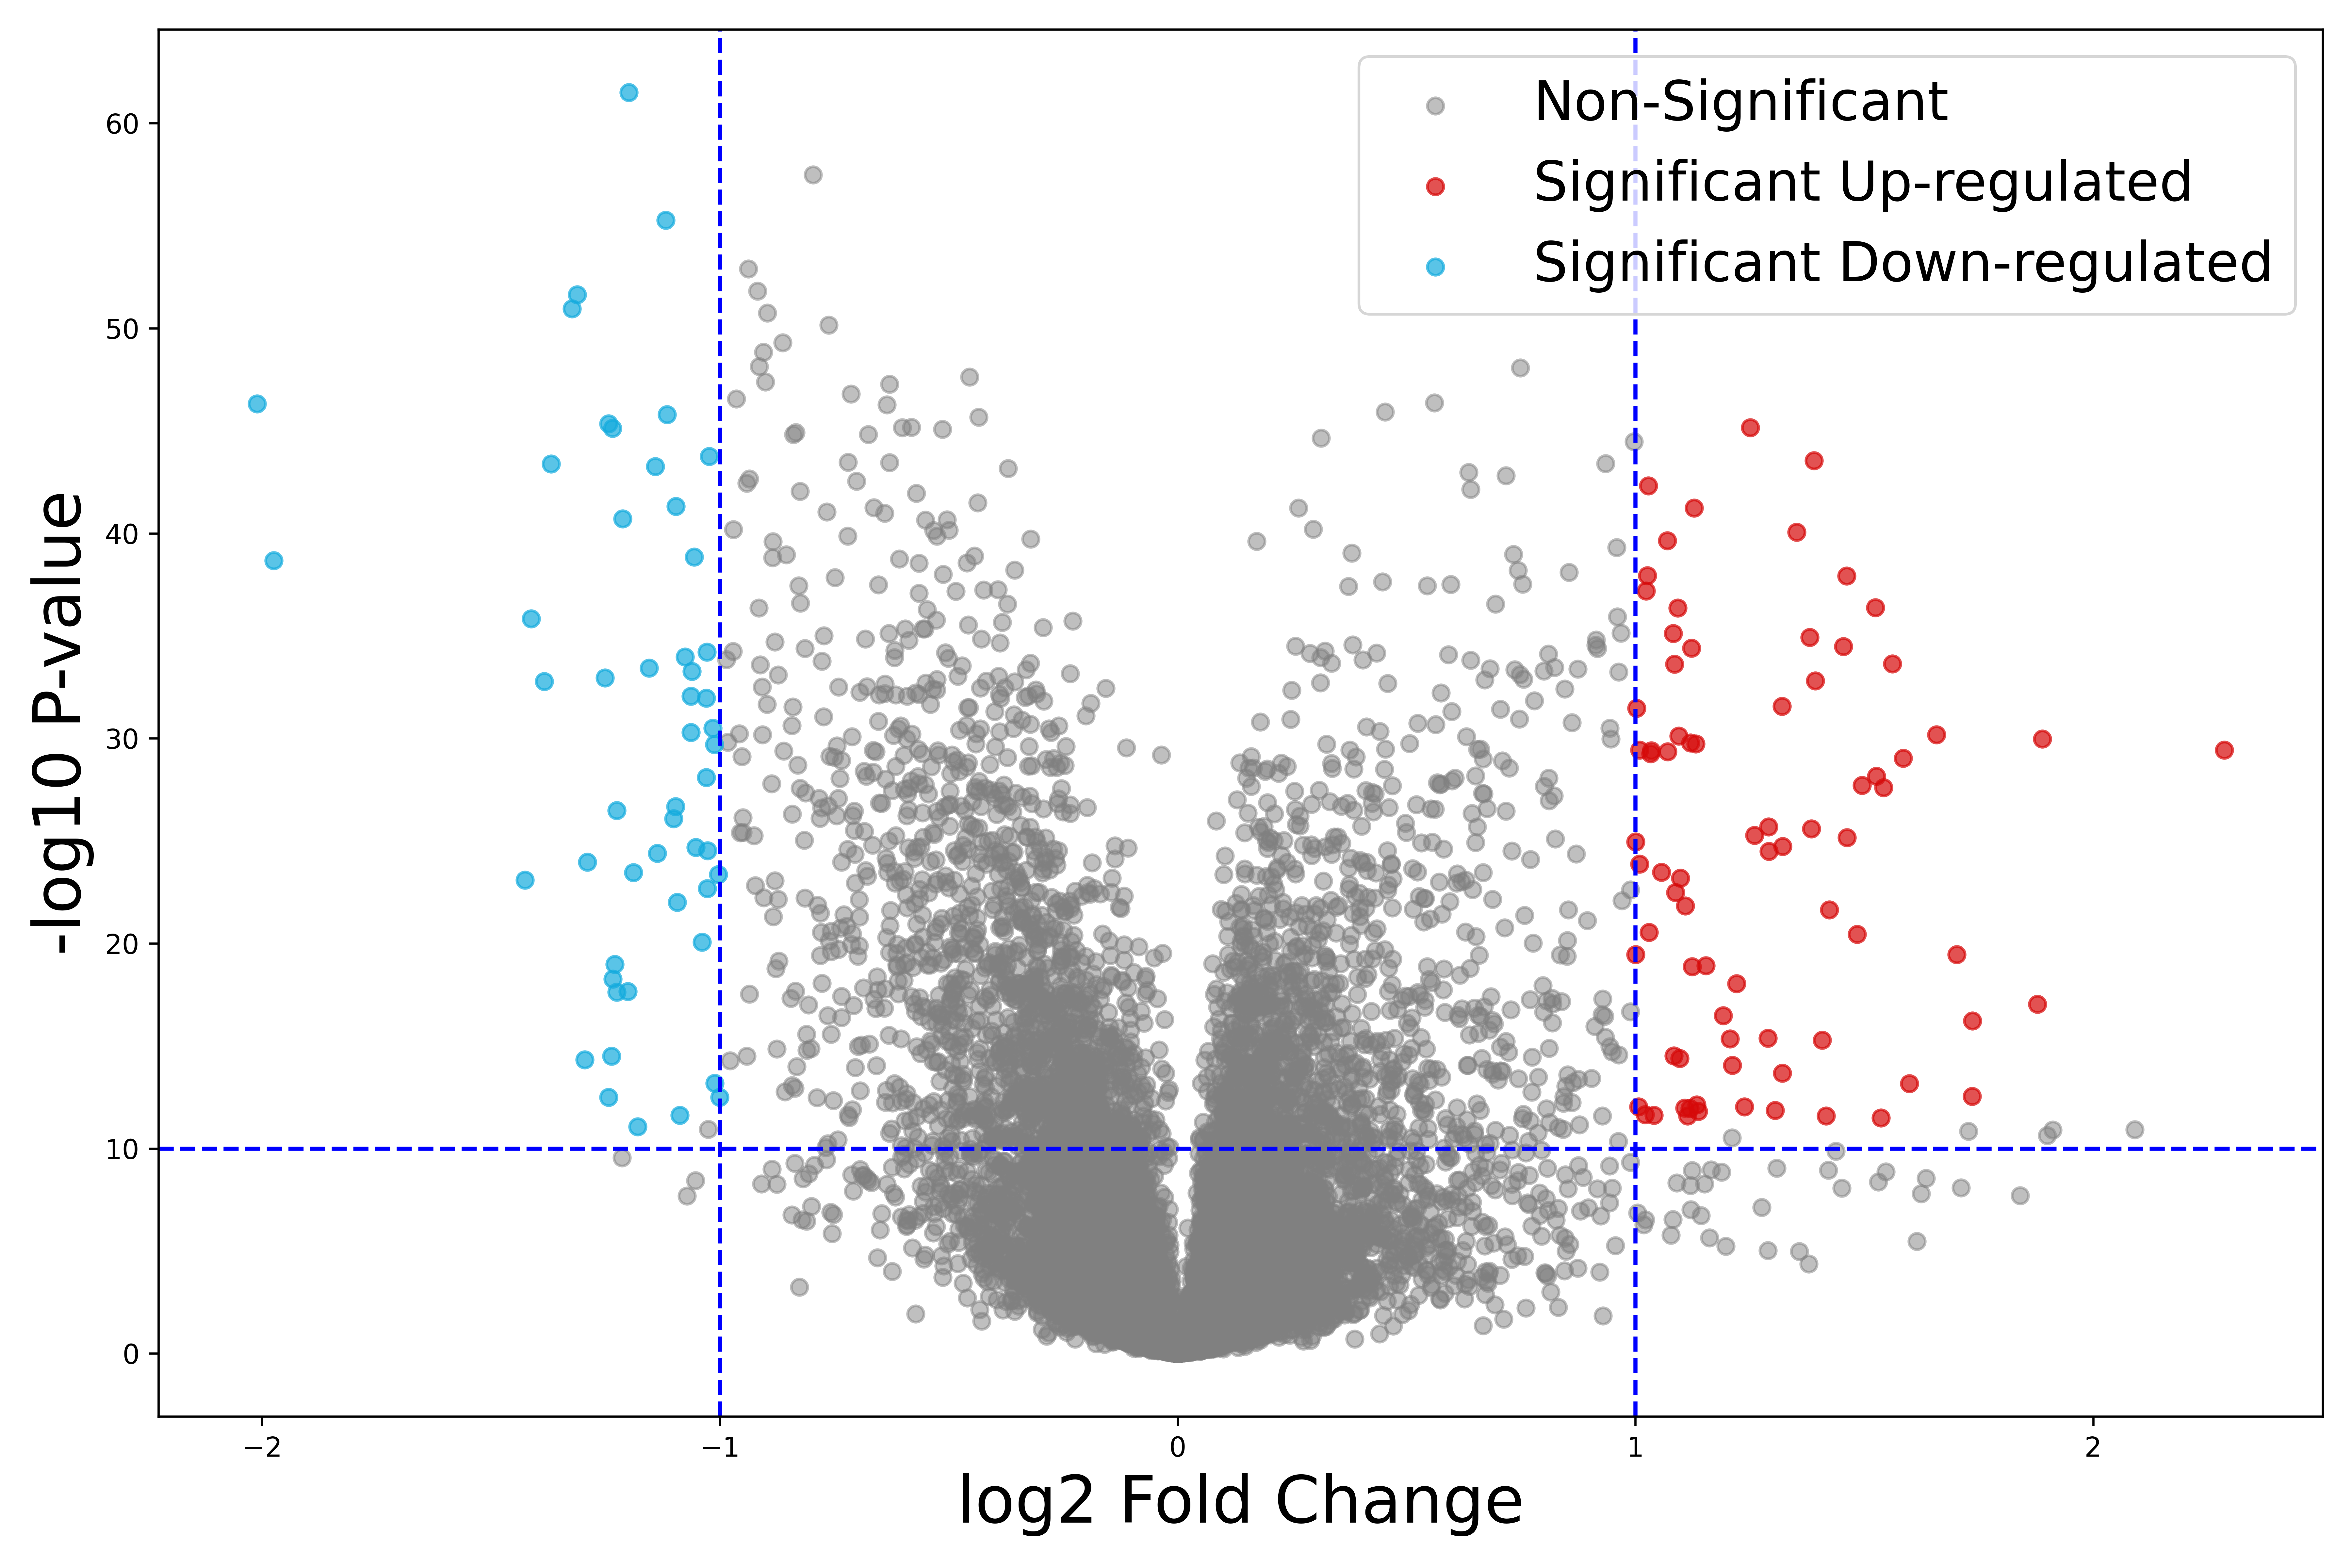 Non-Significant
Significant Up-regulated
Significant Down-regulated
-log10 P-value
60
50
40
30
20
10
0
−2
−1
0
1
2
log2 Fold Change